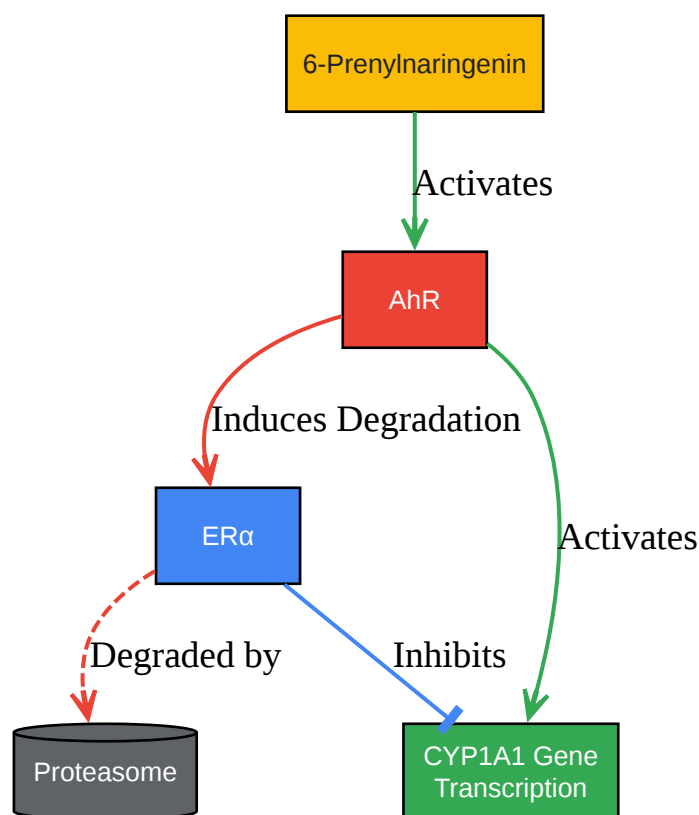 6-Prenylnaringenin
Activates
AhR
Induces Degradation
ERα
Activates
Degraded by
Inhibits
Proteasome
CYP1A1 Gene
Transcription